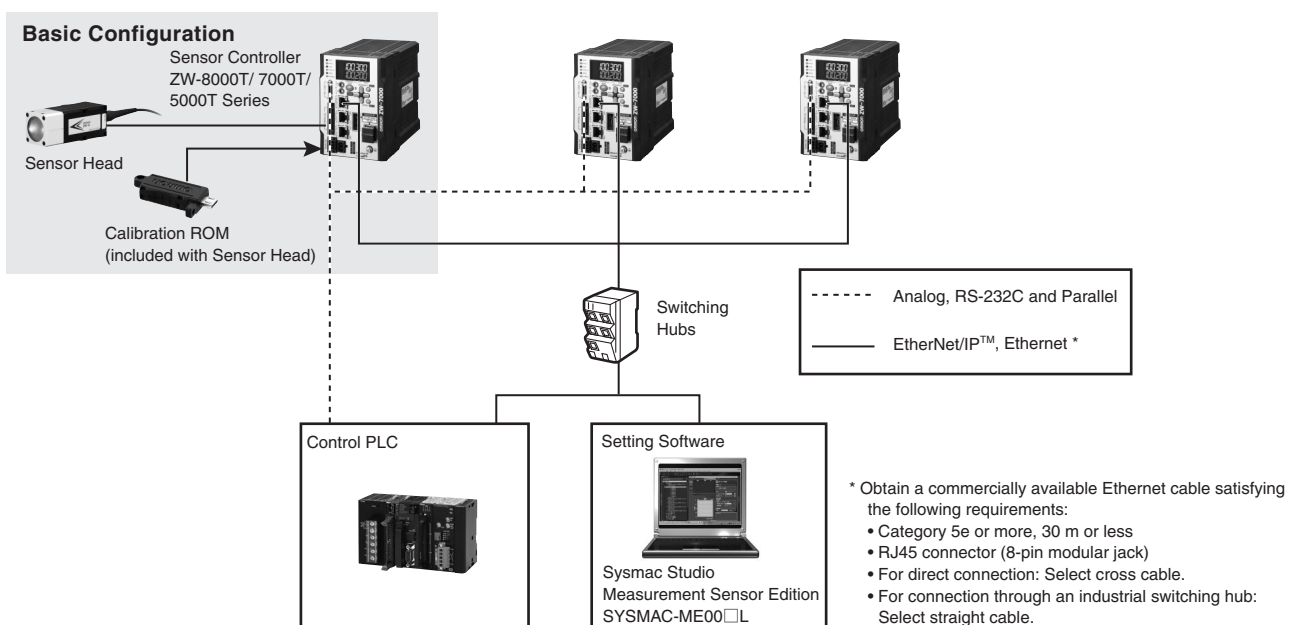 Basic Configuration
Sensor Controller
ZW-8000T/ 7000T/
5000T Series
Sensor Head
Calibration ROM
(included with Sensor Head)
Switching
Hubs
Analog, RS-232C and Parallel
EtherNet/IP™, Ethernet *
Control PLC
Setting Software
Sysmac Studio
Measurement Sensor Edition
SYSMAC-ME00□L
* Obtain a commercially available Ethernet cable satisfying
the following requirements:
• Category 5e or more, 30 m or less
• RJ45 connector (8-pin modular jack)
• For direct connection: Select cross cable.
• For connection through an industrial switching hub:
Select straight cable.